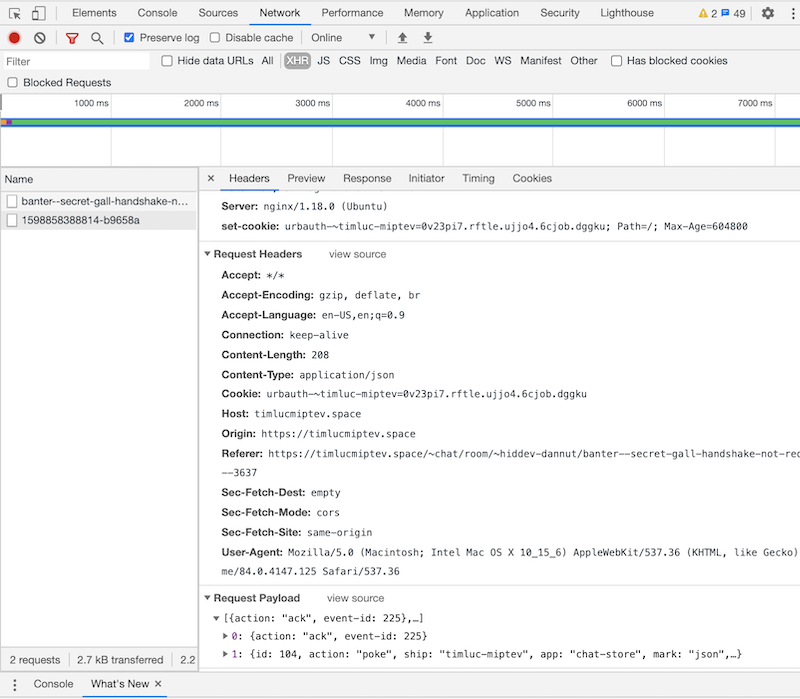 Elements Console Sources Network Performance Memory Application Security Lighthouse 2 49
Preserve log Disable cache Online
Filter Hide data URLs All XHR JS CSS Img Media Font Doc WS Manifest Other Has blocked cookies
Blocked Requests
1000 ms 2000 ms 3000 ms 4000 ms 5000 ms 6000 ms 7000 ms
Name
banter--secret-gall-handshake-n...
1598858388814-b9658a
× Headers Preview Response Initiator Timing Cookies
Server: nginx/1.18.0 (Ubuntu)
set-cookie: urbauth-~timluc-miptev=0v23pi7.rftle.ujjo4.6cjob.dggku; Path=/; Max-Age=604800
Request Headers view source
Accept: */*
Accept-Encoding: gzip, deflate, br
Accept-Language: en-US,en;q=0.9
Connection: keep-alive
Content-Length: 208
Content-Type: application/json
Cookie: urbauth-~timluc-miptev=0v23pi7.rftle.ujjo4.6cjob.dggku
Host: timlucmiptev.space
Origin: https://timlucmiptev.space
Referer: https://timlucmiptev.space/~chat/room/~hiddev-dannut/banter--secret-gall-handshake-not-rec
--3637
Sec-Fetch-Dest: empty
Sec-Fetch-Mode: cors
Sec-Fetch-Site: same-origin
User-Agent: Mozilla/5.0 (Macintosh; Intel Mac OS X 10_15_6) AppleWebKit/537.36 (KHTML, like Gecko)
me/84.0.4147.125 Safari/537.36
Request Payload view source
[{action: "ack", event-id: 225},…]
0: {action: "ack", event-id: 225}
1: {id: 104, action: "poke", ship: "timluc-miptev", app: "chat-store", mark: "json",…}
2 requests 2.7 kB transferred 2.2
Console What's New ×